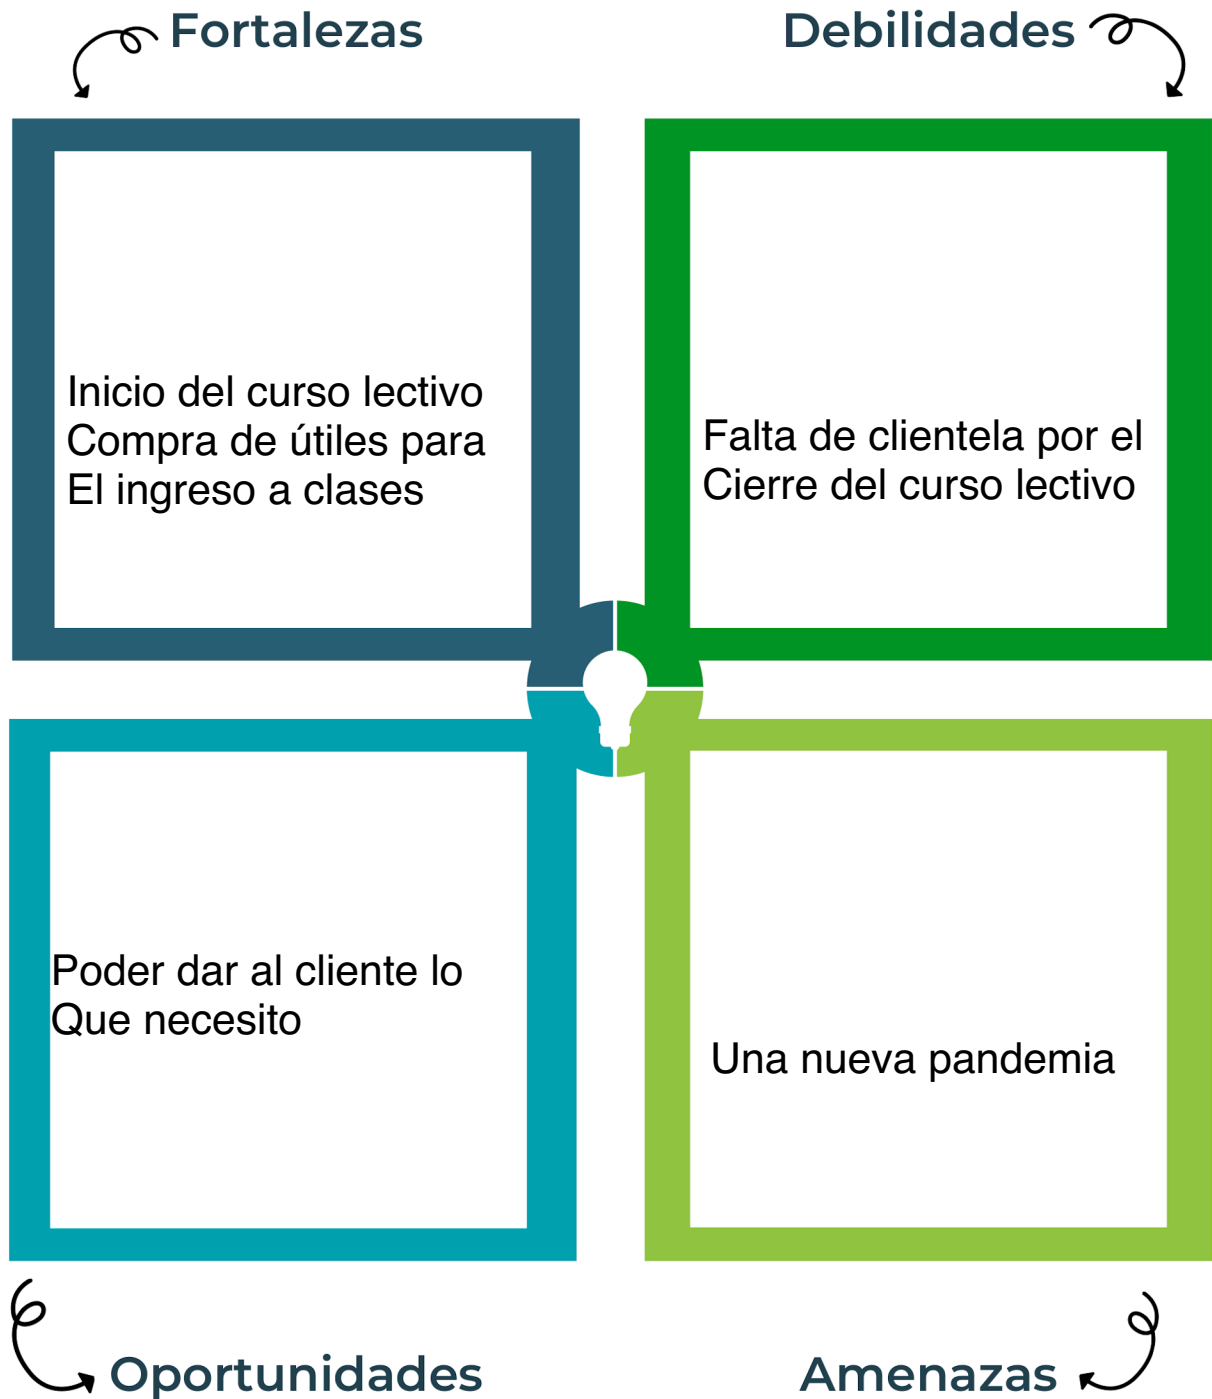 Fortalezas
Debilidades
Inicio del curso lectivo
Compra de útiles para
El ingreso a clases
Falta de clientela por el
Cierre del curso lectivo
Poder dar al cliente lo
Que necesito
Una nueva pandemia
Oportunidades
Amenazas